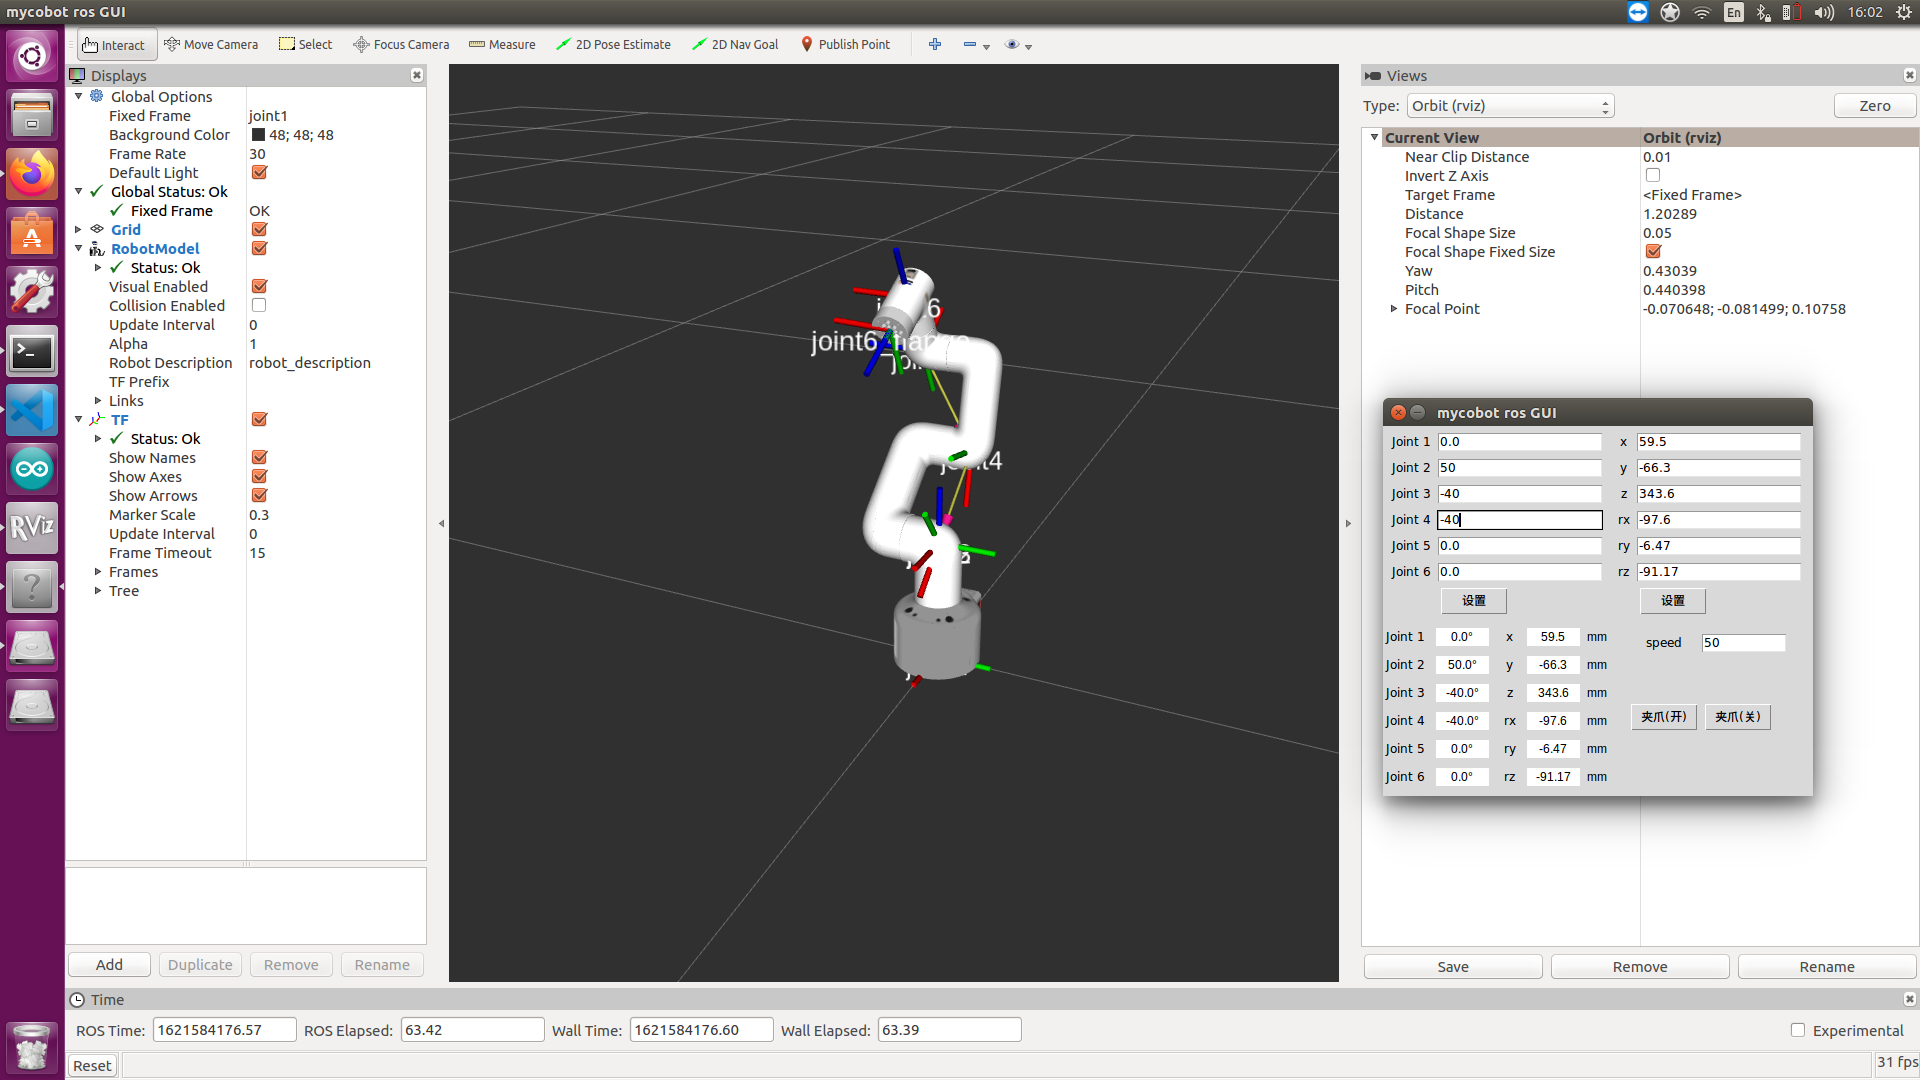 mycobot ros GUI
En
16:02
Interact
Move Camera
Select
Focus Camera
Measure
2D Pose Estimate
2D Nav Goal
Publish Point
Displays
Global Options
Fixed Frame joint1
Background Color 48; 48; 48
Frame Rate 30
Default Light
Global Status: Ok
Fixed Frame OK
Grid
RobotModel
Status: Ok
Visual Enabled
Collision Enabled
Update Interval 0
Alpha 1
Robot Description robot_description
TF Prefix
Links
TF
Status: Ok
Show Names
Show Axes
Show Arrows
Marker Scale 0.3
Update Interval 0
Frame Timeout 15
Frames
Tree
Add
Duplicate
Remove
Rename
RViz
Views
Type: Orbit (rviz) Zero
Current View Orbit (rviz)
Near Clip Distance 0.01
Invert Z Axis
Target Frame <Fixed Frame>
Distance 1.20289
Focal Shape Size 0.05
Focal Shape Fixed Size
Yaw 0.43039
Pitch 0.440398
Focal Point -0.070648; -0.081499; 0.10758
mycobot ros GUI
Joint 1 0.0 x 59.5
Joint 2 50 y -66.3
Joint 3 -40 z 343.6
Joint 4 -40 rx -97.6
Joint 5 0.0 ry -6.47
Joint 6 0.0 rz -91.17
设置 设置
Joint 1 0.0° x 59.5 mm
Joint 2 50.0° y -66.3 mm
Joint 3 -40.0° z 343.6 mm
Joint 4 -40.0° rx -97.6 mm
Joint 5 0.0° ry -6.47 mm
Joint 6 0.0° rz -91.17 mm
speed 50
夹爪(开) 夹爪(关)
Save
Remove
Rename
Time
ROS Time: 1621584176.57 ROS Elapsed: 63.42 Wall Time: 1621584176.60 Wall Elapsed: 63.39 Experimental
Reset
31 fps